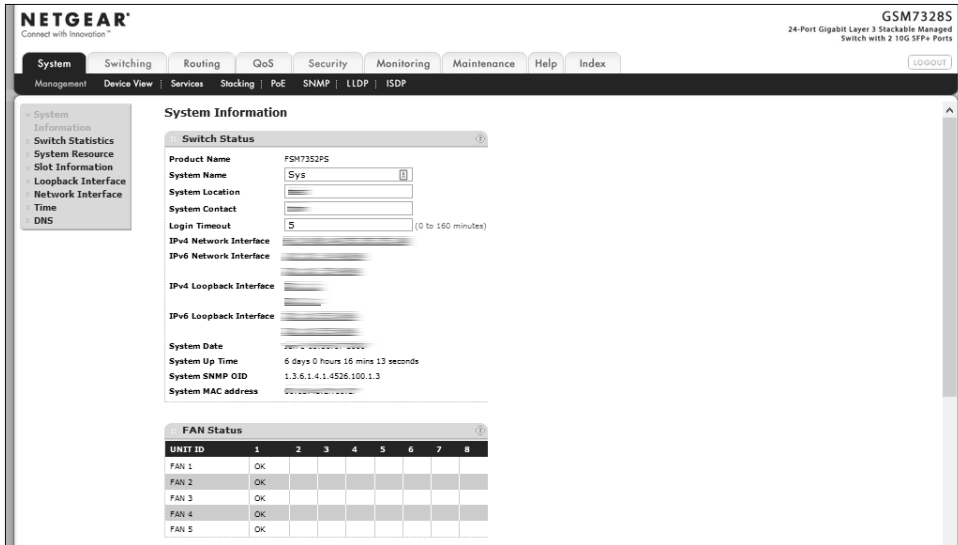 NETGEAR®
Connect with Innovation™
GSM7328S
24-Port Gigabit Layer 3 Stackable Managed
Switch with 2 10G SFP+ Ports
System Switching Routing QoS Security Monitoring Maintenance Help Index LOGOUT
Management Device View Services Stacking PoE SNMP LLDP ISDP
System
Information
Switch Statistics
System Resource
Slot Information
Loopback Interface
Network Interface
Time
DNS
System Information
Switch Status
Product Name FSM7352PS
System Name Sys
System Location
System Contact
Login Timeout 5 (0 to 160 minutes)
IPv4 Network Interface
IPv6 Network Interface
IPv4 Loopback Interface
IPv6 Loopback Interface
System Date
System Up Time 6 days 0 hours 16 mins 13 seconds
System SNMP OID 1.3.6.1.4.1.4526.100.1.3
System MAC address
FAN Status
UNIT ID 1 2 3 4 5 6 7 8
FAN 1 OK
FAN 2 OK
FAN 3 OK
FAN 4 OK
FAN 5 OK